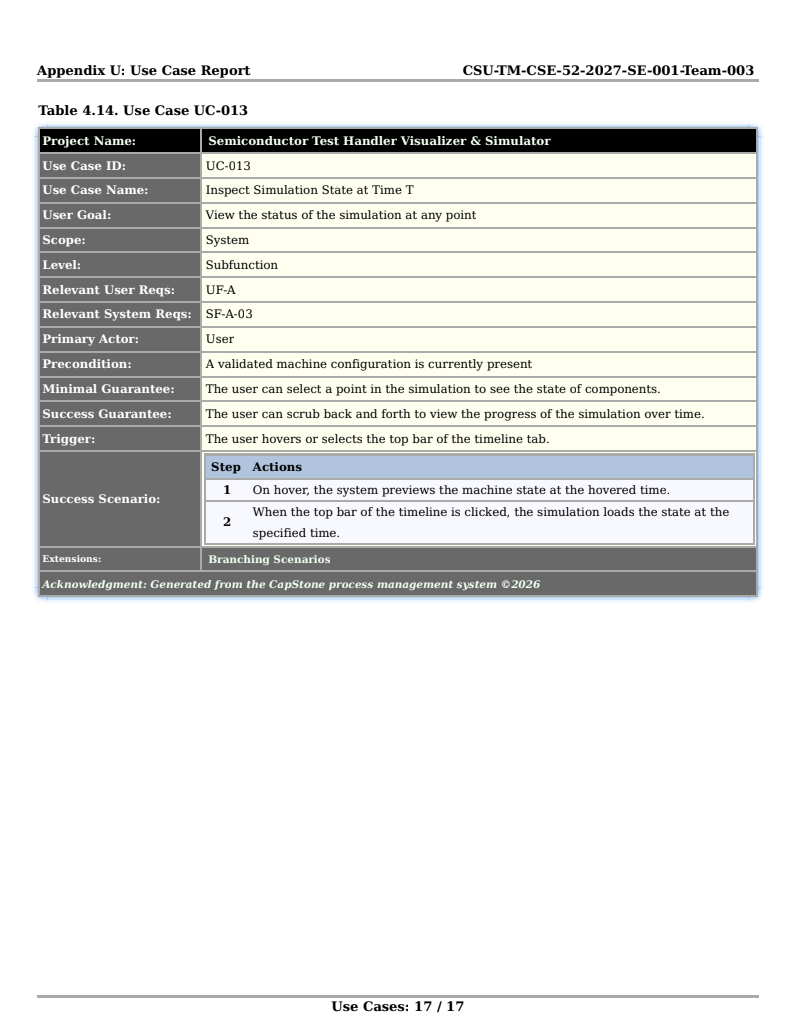 Appendix U: Use Case Report CSU-TM-CSE-52-2027-SE-001-Team-003
Table 4.14. Use Case UC-013
Project Name: Semiconductor Test Handler Visualizer & Simulator
Use Case ID: UC-013
Use Case Name: Inspect Simulation State at Time T
User Goal: View the status of the simulation at any point
Scope: System
Level: Subfunction
Relevant User Reqs: UF-A
Relevant System Reqs: SF-A-03
Primary Actor: User
Precondition: A validated machine configuration is currently present
Minimal Guarantee: The user can select a point in the simulation to see the state of components.
Success Guarantee: The user can scrub back and forth to view the progress of the simulation over time.
Trigger: The user hovers or selects the top bar of the timeline tab.
Success Scenario:
Step Actions
1 On hover, the system previews the machine state at the hovered time.
2 When the top bar of the timeline is clicked, the simulation loads the state at the
specified time.
Extensions: Branching Scenarios
Acknowledgment: Generated from the CapStone process management system ©2026
Use Cases: 17 / 17